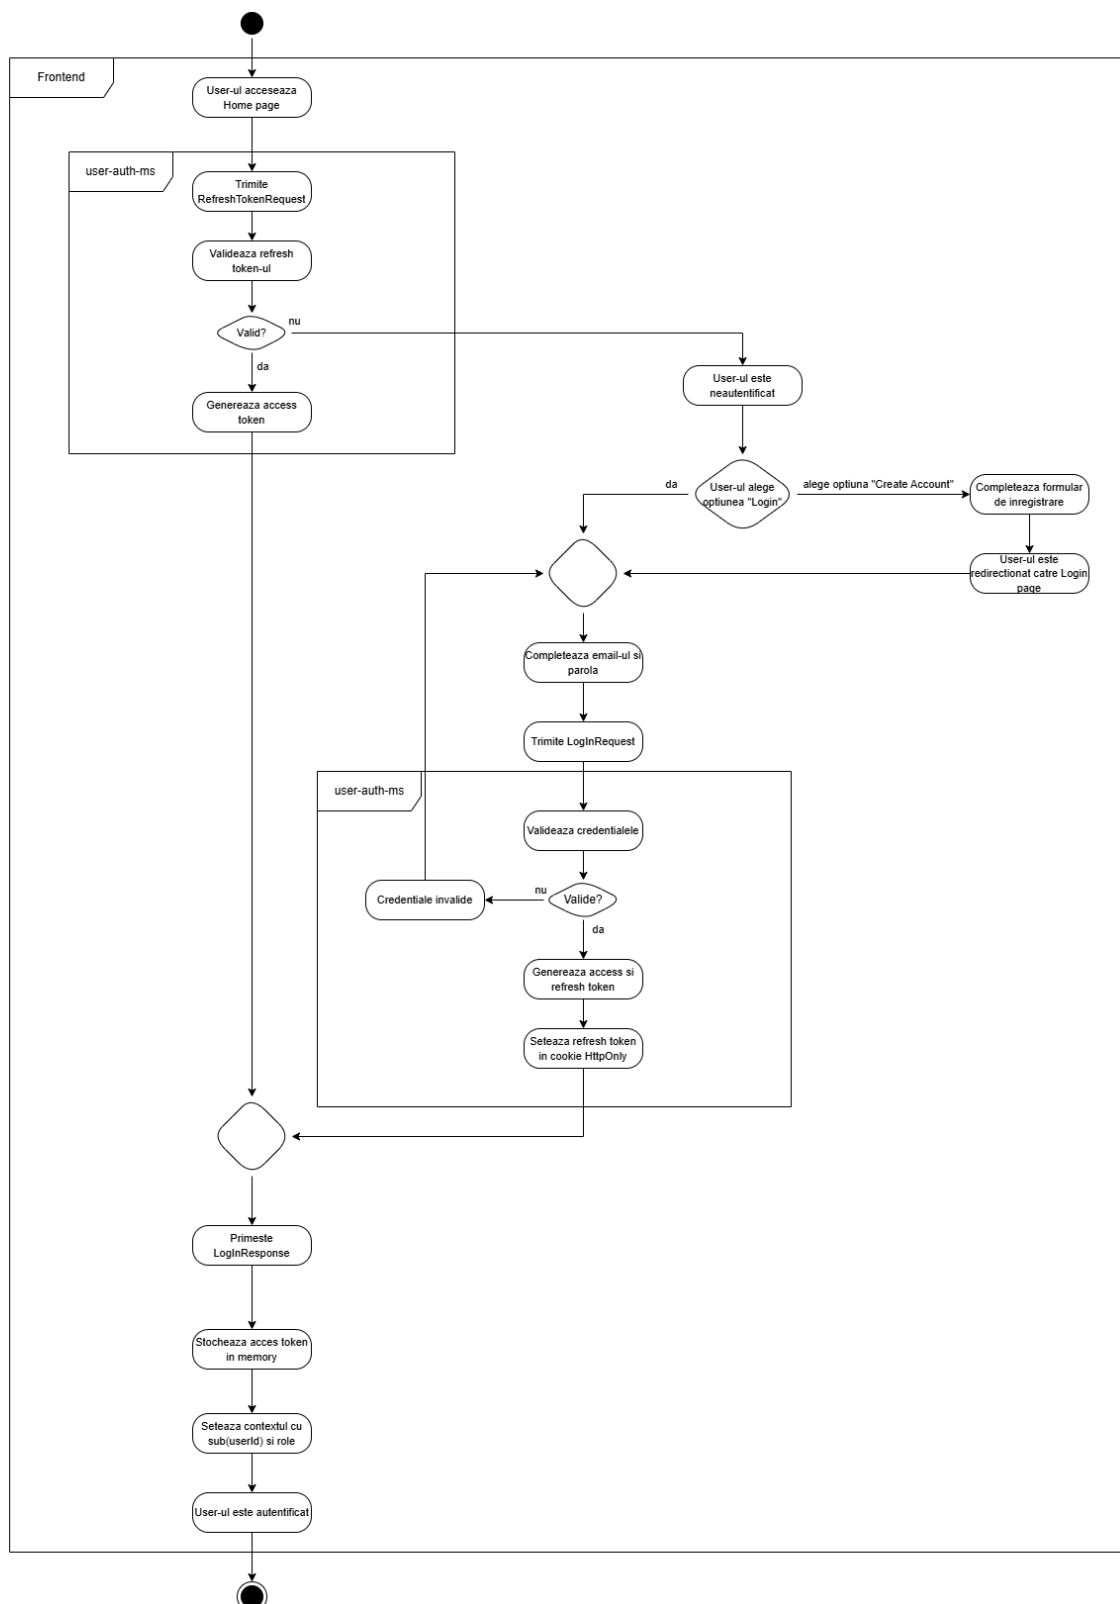 Frontend
User-ul acceseaza
Home page
user-auth-ms
Trimite
RefreshTokenRequest
Valideaza refresh
token-ul
Valid?
nu
da
Genereaza access
token
User-ul este
neautentificat
User-ul alege
optiunea "Login"
da
alege optiuna "Create Account"
Completeaza formular
de inregistrare
User-ul este
redirectionat catre Login
page
Completeaza email-ul si
parola
Trimite LogInRequest
user-auth-ms
Valideaza credentialele
Valide?
nu
Credentiale invalide
da
Genereaza access si
refresh token
Seteaza refresh token
in cookie HttpOnly
Primeste
LogInResponse
Stocheaza acces token
in memory
Seteaza contextul cu
sub(userId) si role
User-ul este autentificat